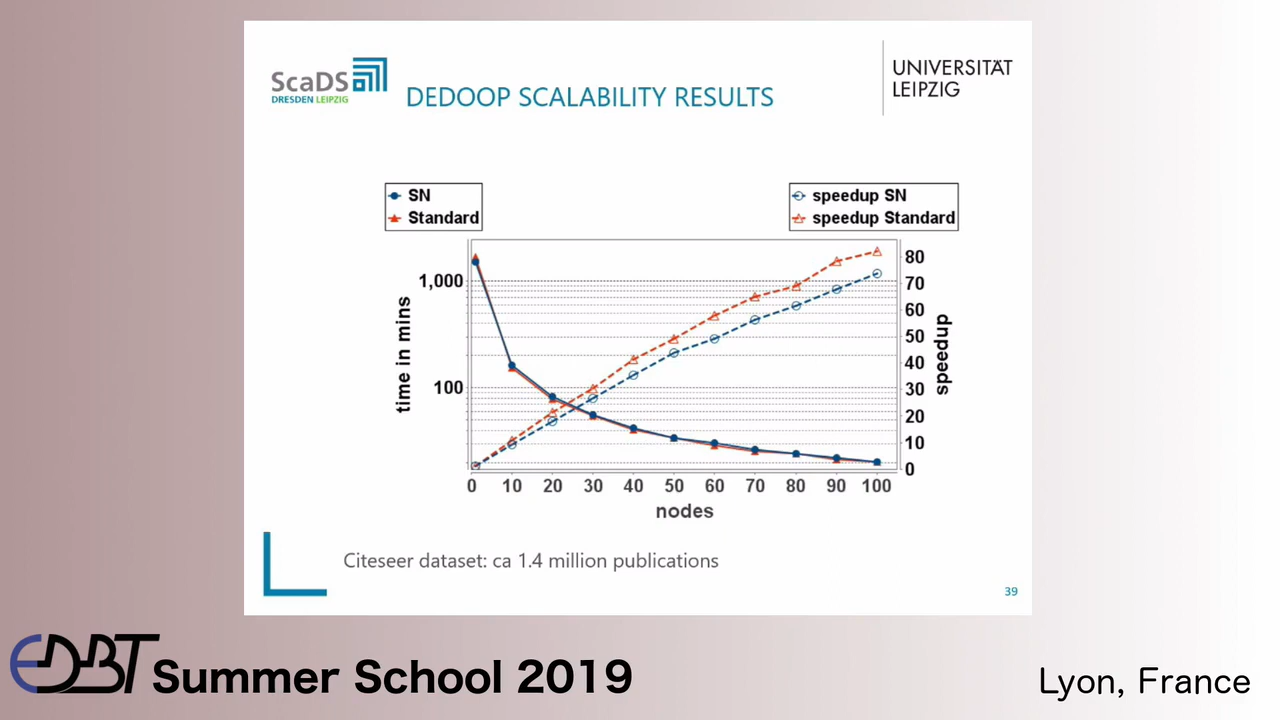 ScaDS
DRESDEN LEIPZIG
DEDOOP SCALABILITY RESULTS
UNIVERSITÄT
LEIPZIG
SN
Standard
speedup SN
speedup Standard
1,000
100
time in mins
80
70
60
50
40
30
20
10
0
speedup
0 10 20 30 40 50 60 70 80 90 100
nodes
Citeseer dataset: ca 1.4 million publications
39
EDBT Summer School 2019
Lyon, France